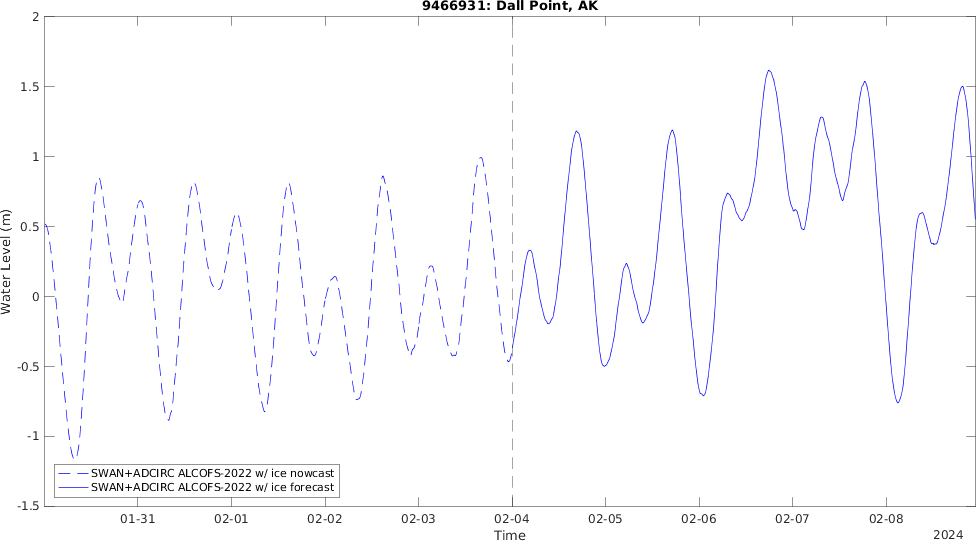 9466931: Dall Point, AK
2
1.5
1
0.5
0
-0.5
-1
-1.5
Water Level (m)
SWAN+ADCIRC ALCOFS-2022 w/ ice nowcast
SWAN+ADCIRC ALCOFS-2022 w/ ice forecast
01-31 02-01 02-02 02-03 02-04 02-05 02-06 02-07 02-08
Time
2024